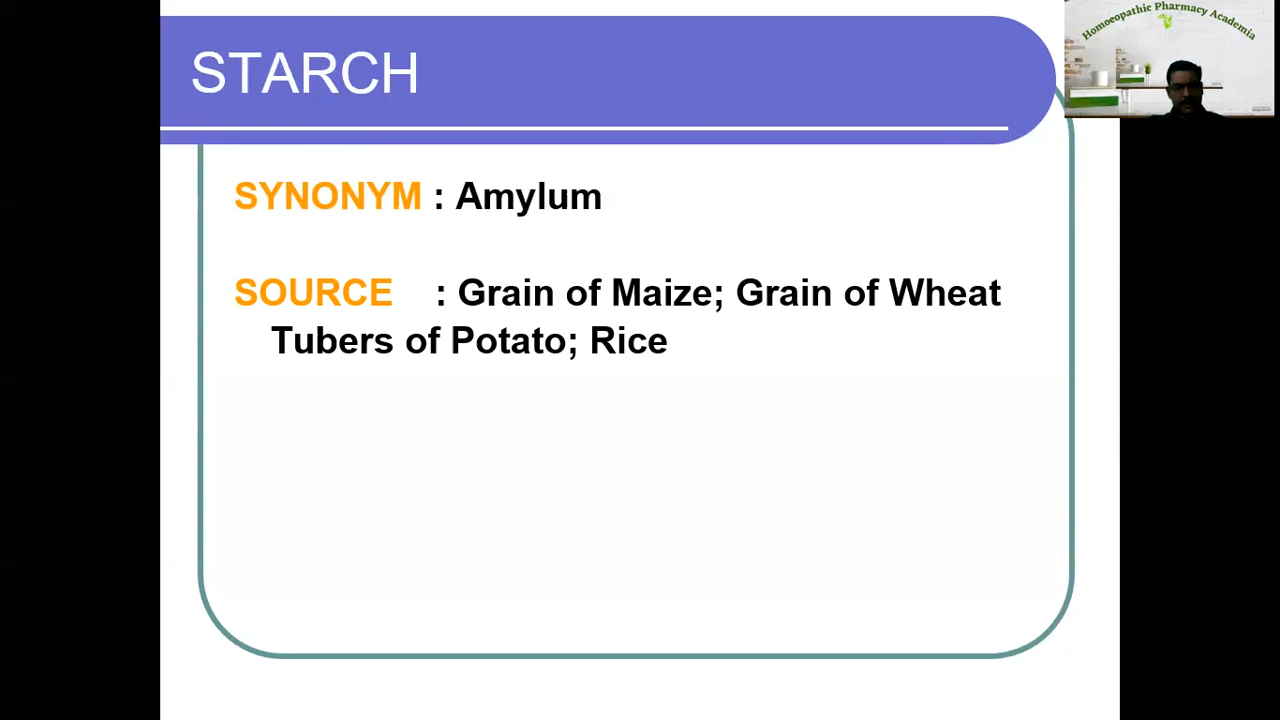 STARCH
Homoeopathic Pharmacy Academia
SYNONYM : Amylum
SOURCE : Grain of Maize; Grain of Wheat
Tubers of Potato; Rice